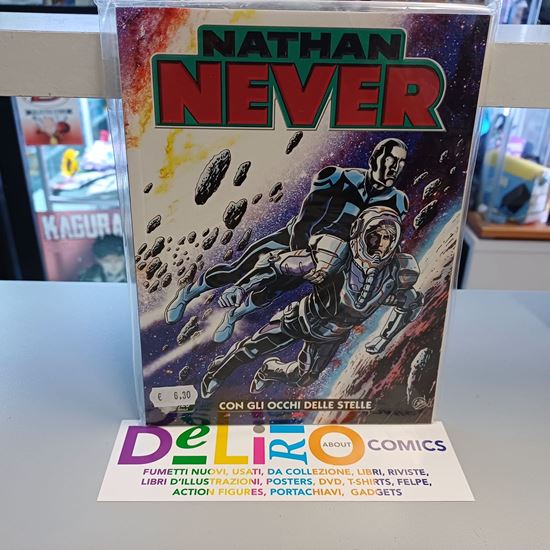 NATHAN
NEVER
KAGURA
€ 6,30
CON GLI OCCHI DELLE STELLE
DELIRIO ABOUT COMICS
FUMETTI NUOVI, USATI, DA COLLEZIONE, LIBRI, RIVISTE,
LIBRI D'ILLUSTRAZIONI, POSTERS, DVD, T-SHIRTS, FELPE,
ACTION FIGURES, PORTACHIAVI, GADGETS